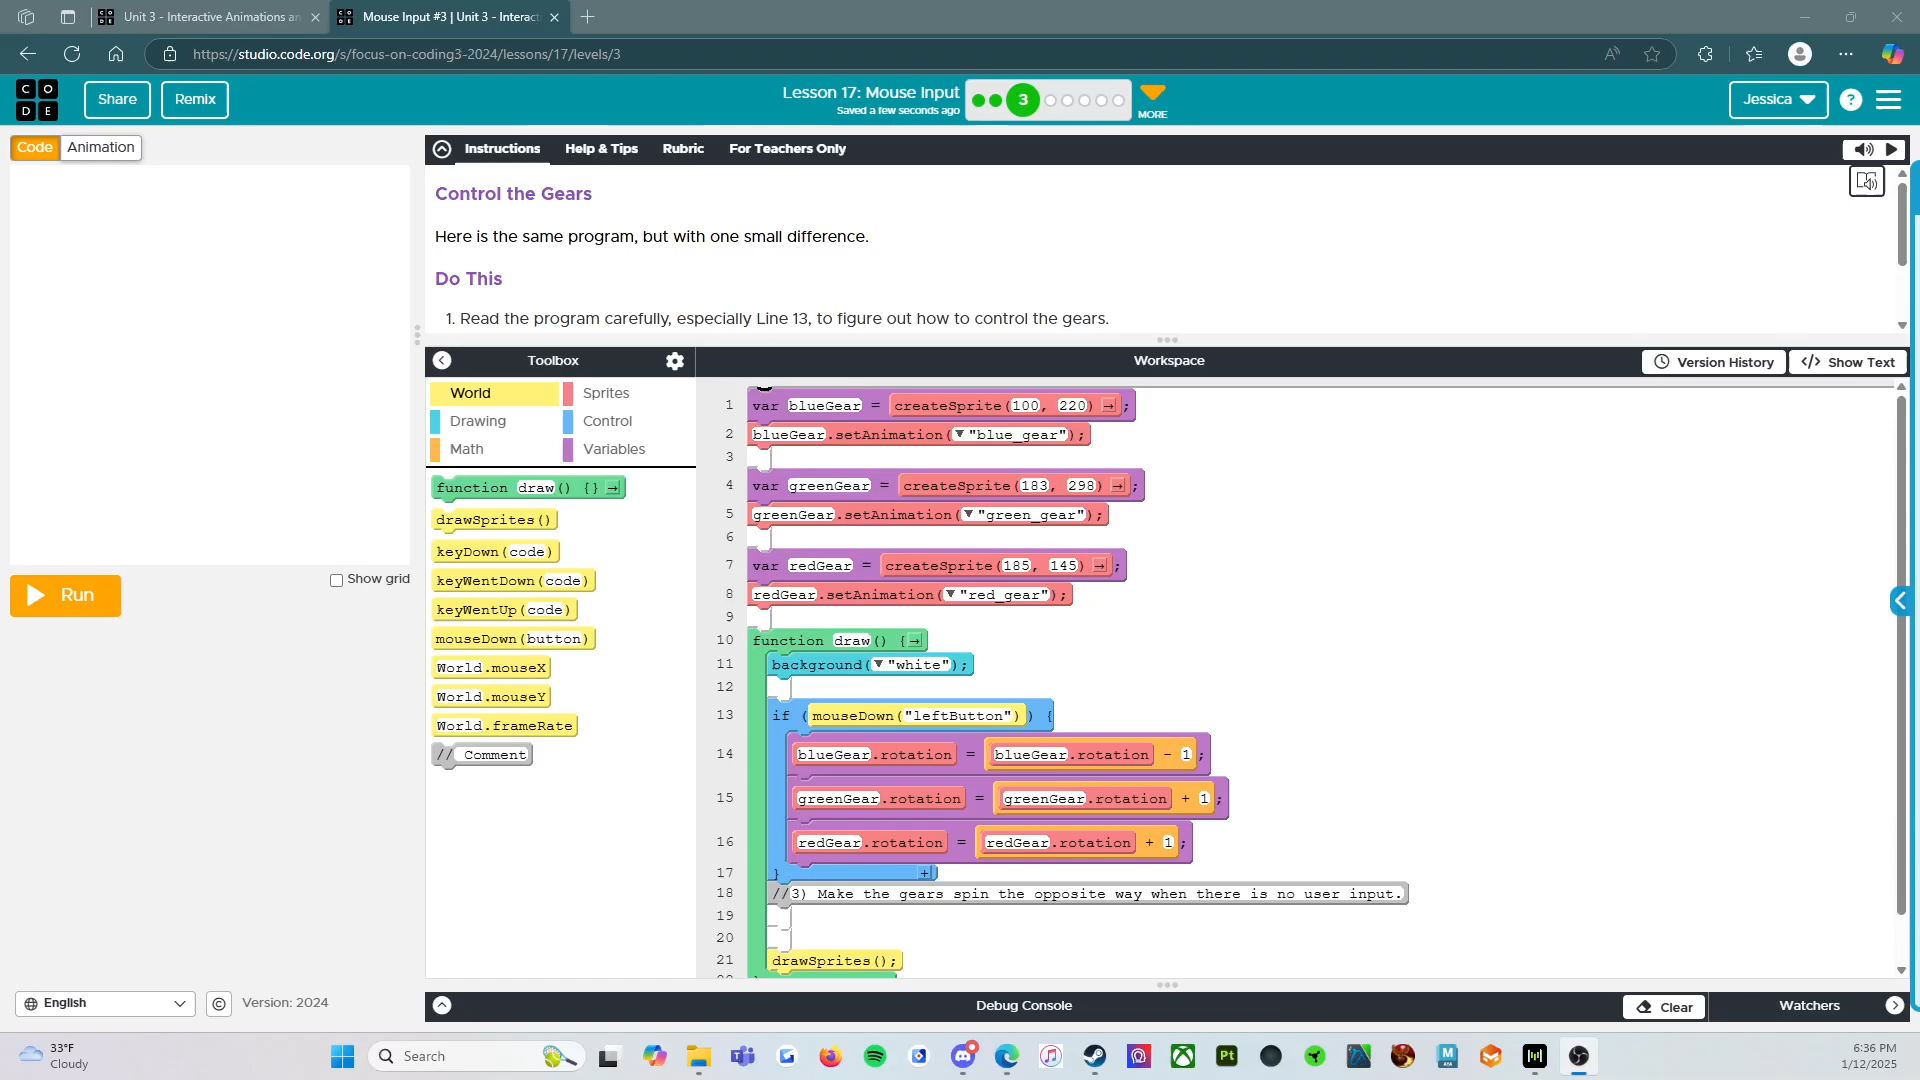 Unit 3 - Interactive Animations an
Mouse Input #3 | Unit 3 - Interact
https://studio.code.org/s/focus-on-coding3-2024/lessons/17/levels/3
C O D E
Share
Remix
Lesson 17: Mouse Input
Saved a few seconds ago
3
MORE
Jessica
?
Code
Animation
Instructions
Help & Tips
Rubric
For Teachers Only
Control the Gears
Here is the same program, but with one small difference.
Do This
1. Read the program carefully, especially Line 13, to figure out how to control the gears.
Toolbox
Workspace
Version History
</> Show Text
World
Sprites
Drawing
Control
Math
Variables
function draw() {}
drawSprites()
keyDown(code)
keyWentDown(code)
keyWentUp(code)
mouseDown(button)
World.mouseX
World.mouseY
World.frameRate
// Comment
1 var blueGear = createSprite(100, 220);
2 blueGear.setAnimation("blue_gear");
3
4 var greenGear = createSprite(183, 298);
5 greenGear.setAnimation("green_gear");
6
7 var redGear = createSprite(185, 145);
8 redGear.setAnimation("red_gear");
9
10 function draw() {
11 background("white");
12
13 if (mouseDown("leftButton")) {
14 blueGear.rotation = blueGear.rotation - 1;
15 greenGear.rotation = greenGear.rotation + 1;
16 redGear.rotation = redGear.rotation + 1;
17 } +
18 //3) Make the gears spin the opposite way when there is no user input.
19
20
21 drawSprites();
Run
Show grid
English
© Version: 2024
Debug Console
Clear
Watchers
33°F
Cloudy
Search
Pt
M
6:36 PM
1/12/2025